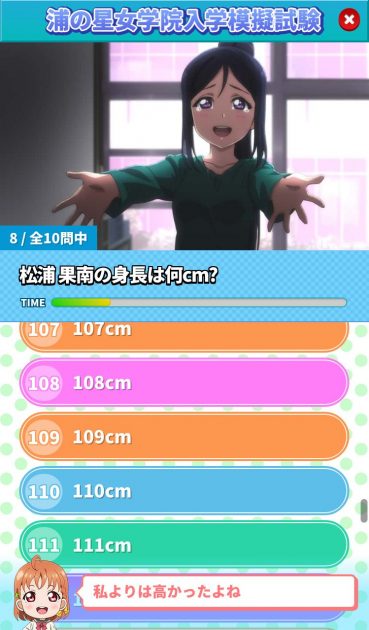 浦の星女学院入学模擬試験
8 / 全10問中
松浦 果南の身長は何cm?
TIME
107 107cm
108 108cm
109 109cm
110 110cm
111 111cm
私よりは高かったよね